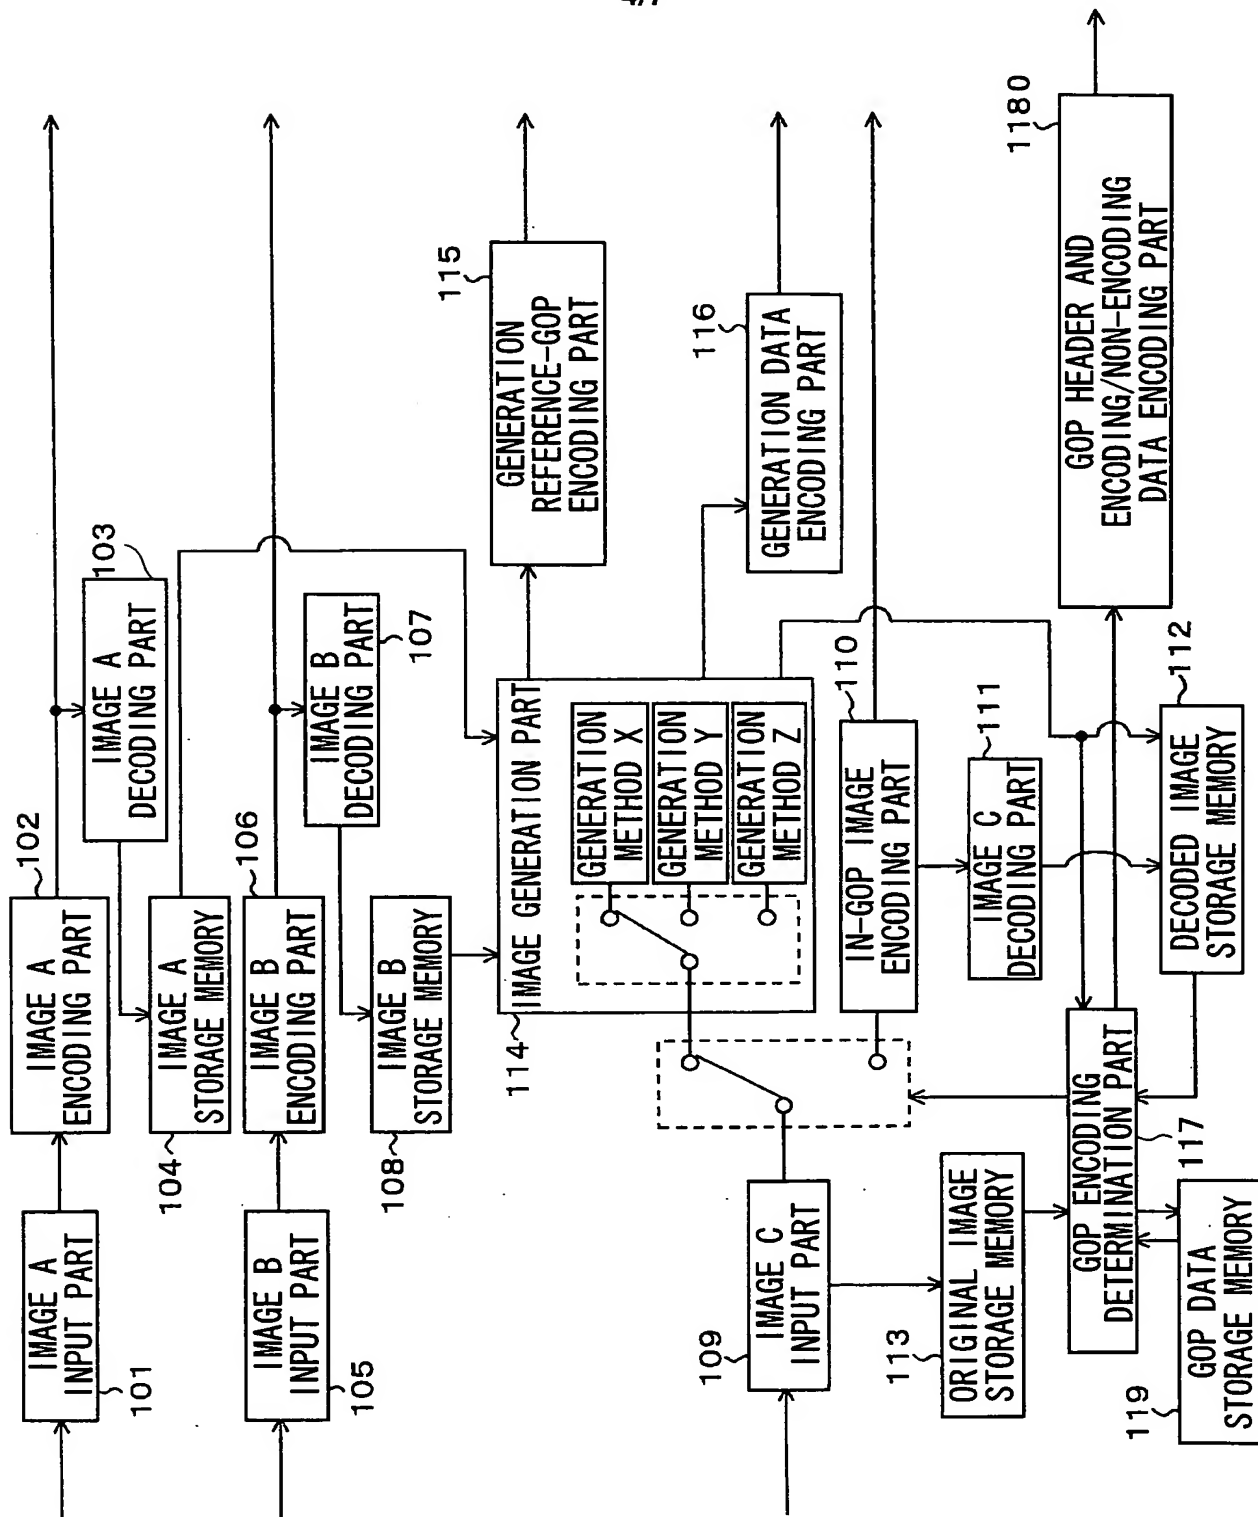 4/7
IMAGE A
INPUT PART
101
IMAGE A
ENCODING PART
102
IMAGE A
DECODING PART
103
IMAGE A
STORAGE MEMORY
104
IMAGE B
INPUT PART
105
IMAGE B
ENCODING PART
106
IMAGE B
DECODING PART
107
IMAGE B
STORAGE MEMORY
108
IMAGE GENERATION PART
114
GENERATION
METHOD X
GENERATION
METHOD Y
GENERATION
METHOD Z
GENERATION
REFERENCE-GOP
ENCODING PART
115
GENERATION DATA
ENCODING PART
116
IMAGE C
INPUT PART
109
IN-GOP IMAGE
ENCODING PART
110
IMAGE C
DECODING PART
111
DECODED IMAGE
STORAGE MEMORY
112
ORIGINAL IMAGE
STORAGE MEMORY
113
GOP ENCODING
DETERMINATION PART
117
GOP DATA
STORAGE MEMORY
119
GOP HEADER AND
ENCODING/NON-ENCODING
DATA ENCODING PART
1180